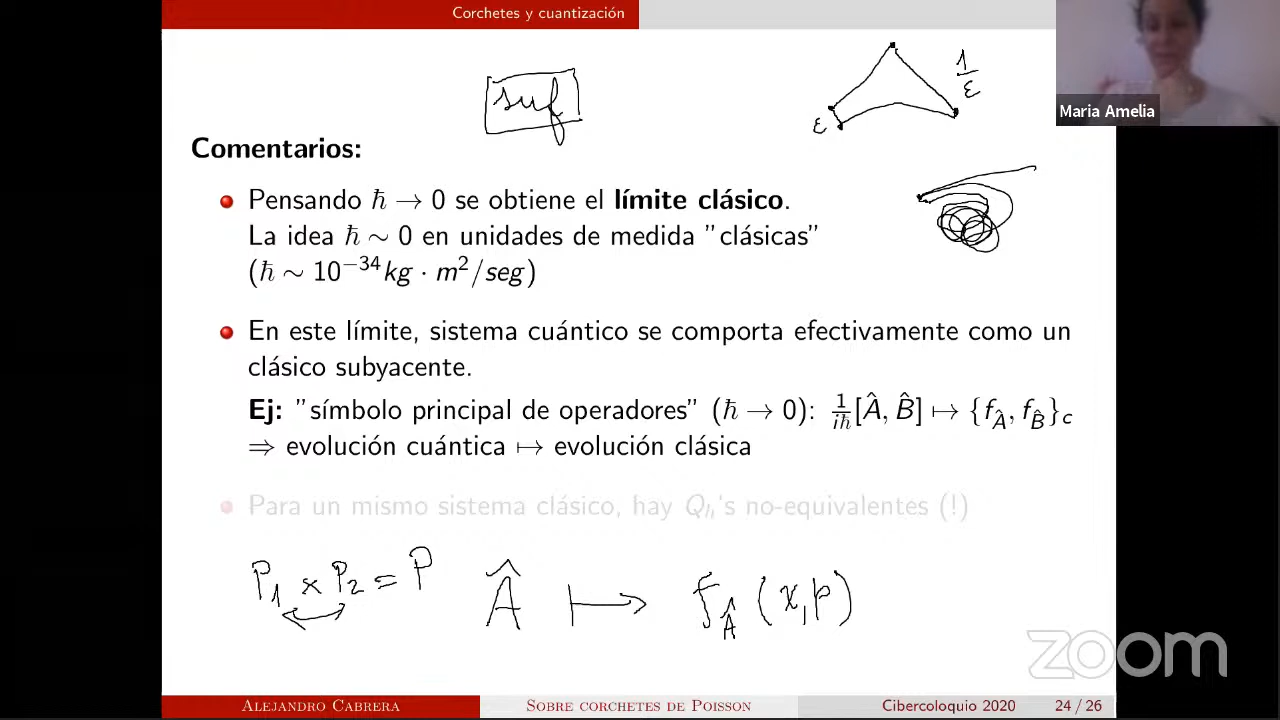 Corchetes y cuantización
suf
1/ε
ε
Maria Amelia
Comentarios:
Pensando ℏ → 0 se obtiene el límite clásico.
La idea ℏ ∼ 0 en unidades de medida "clásicas"
(ℏ ∼ 10⁻³⁴kg · m²/seg)
En este límite, sistema cuántico se comporta efectivamente como un
clásico subyacente.
Ej: "símbolo principal de operadores" (ℏ → 0): 1/iℏ [Â, B̂] ↦ {f_Â, f_B̂}_c
⇒ evolución cuántica ↦ evolución clásica
Para un mismo sistema clásico, hay Q_ℏ's no-equivalentes (!)
P₁ × P₂ = P
 ↦ f_Â (x, p)
zoom
Alejandro Cabrera
Sobre corchetes de Poisson
Cibercoloquio 2020
24 / 26